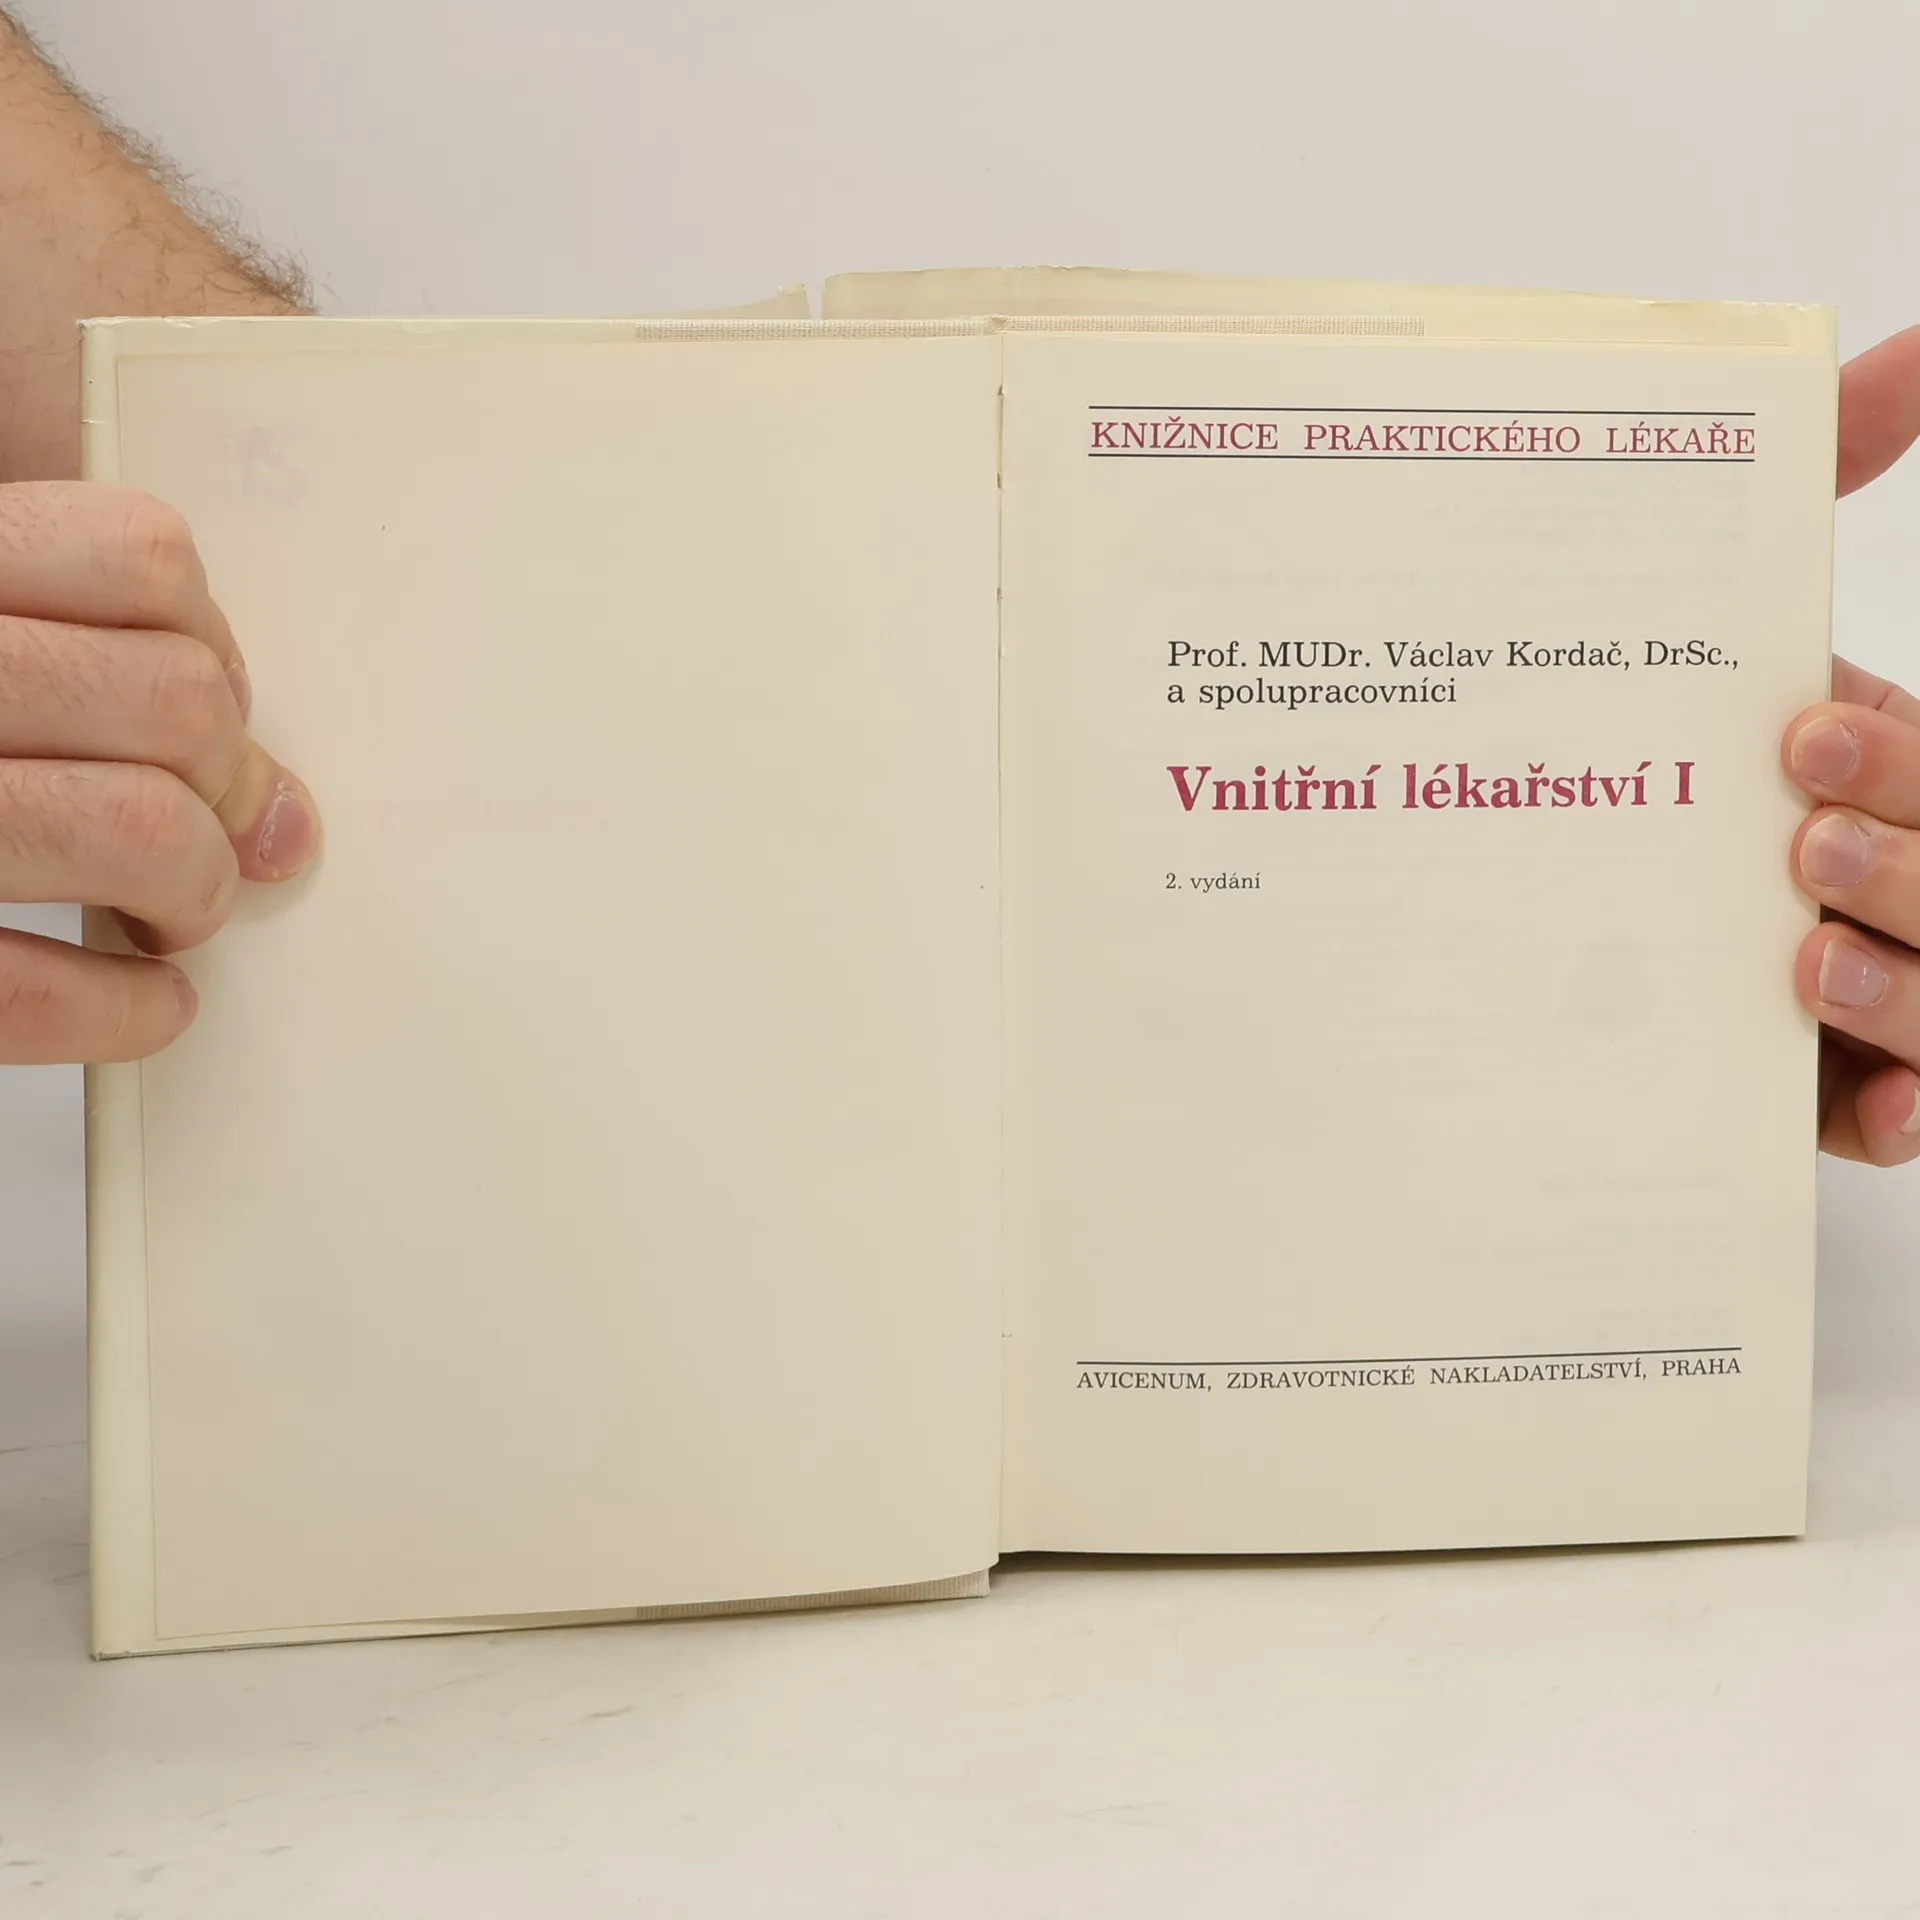 KNIŽNICE PRAKTICKÉHO LÉKAŘE
Prof. MUDr. Václav Kordač, DrSc.,
a spolupracovníci
Vnitřní lékařství I
2. vydání
AVICENUM, ZDRAVOTNICKÉ NAKLADATELSTVÍ, PRAHA